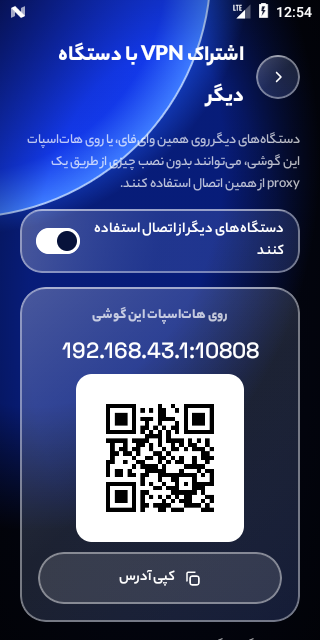 12:54
LTE
اشتراک VPN با دستگاه
دیگر
دستگاه‌های دیگر روی همین وای‌فای، یا روی هات‌اسپات
این گوشی، می‌توانند بدون نصب چیزی از طریق یک
proxy از همین اتصال استفاده کنند.
دستگاه‌های دیگر از اتصال استفاده
کنند
روی هات‌اسپات این گوشی
192.168.43.1:10808
کپی آدرس